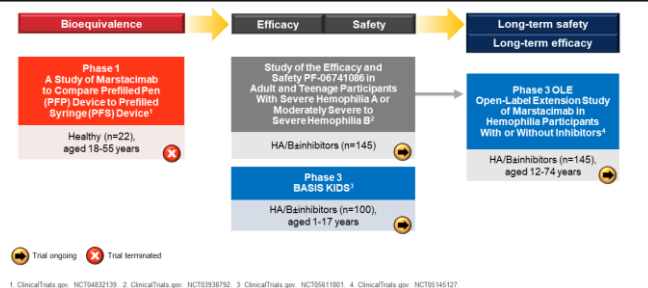 Bioequivalence
Efficacy
Safety
Long-term safety
Long-term efficacy
Phase 1
A Study of Marstacimab
to Compare Prefilled Pen
(PFP) Device to Prefilled
Syringe(PFS) Device1
Healthy (n=22),
aged 18-55 years
Study of the Efficacy and
Safety PF-06741086 in
Adult and Teenage Participants
With Severe Hemophilia A or
Moderately Severe to
Severe Hemophilia B2
HA/B±inhibitors (n=145)
Phase 3
BASIS KIDS3
HA/B±inhibitors (n=100),
aged 1-17 years
Phase 3 OLE
Open-Label Extension Study
of Marstacimab in
Hemophilia Participants
With or Without Inhibitors4
HA/B±inhibitors (n=145),
aged 12-74 years
Trial ongoing
Trial terminated
1. ClinicalTrials.gov. NCT04832139. 2. ClinicalTrials.gov. NCT03938792. 3. ClinicalTrials.gov. NCT05611801. 4. ClinicalTrials.gov. NCT05145127.